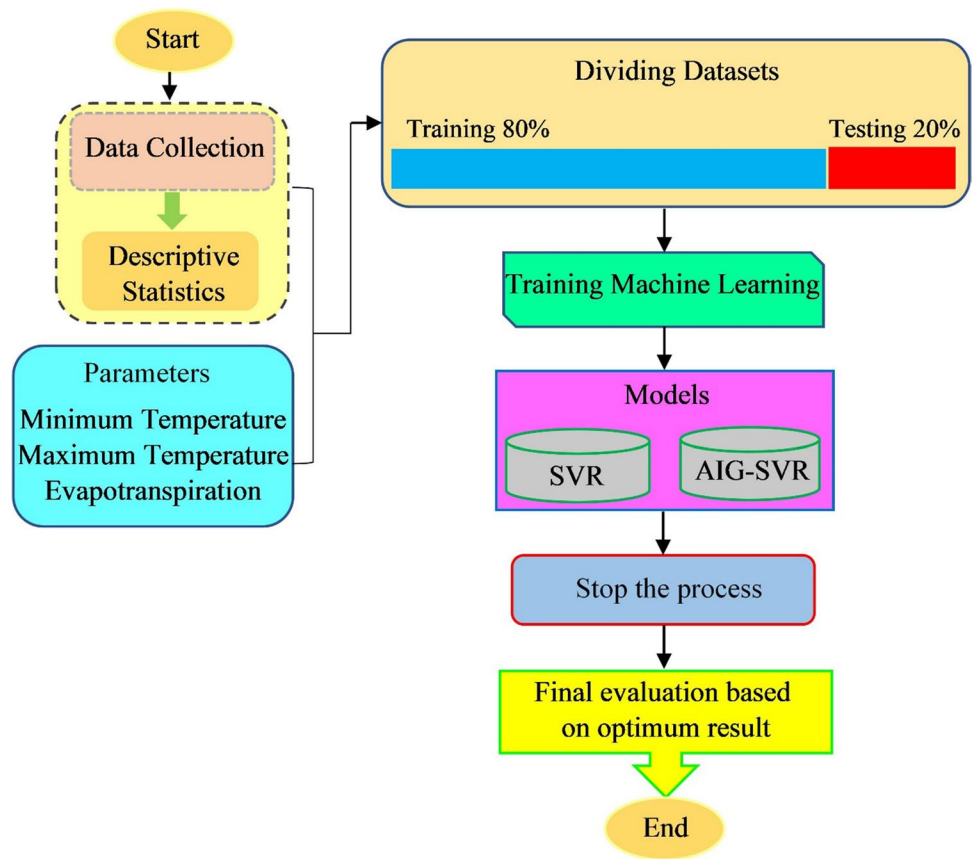 Start
Data Collection
Descriptive
Statistics
Parameters
Minimum Temperature
Maximum Temperature
Evapotranspiration
Dividing Datasets
Training 80%
Testing 20%
Training Machine Learning
Models
SVR
AIG-SVR
Stop the process
Final evaluation based
on optimum result
End